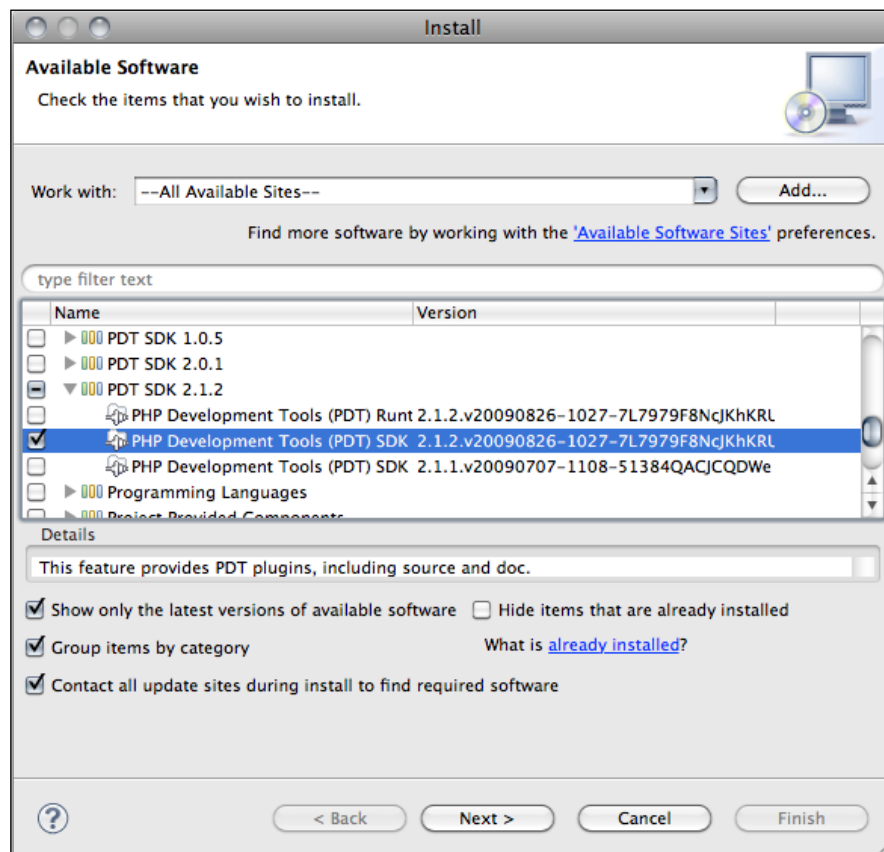 Install
Available Software
Check the items that you wish to install.
Work with: --All Available Sites-- Add...
Find more software by working with the 'Available Software Sites' preferences.
type filter text
Name Version
PDT SDK 1.0.5
PDT SDK 2.0.1
PDT SDK 2.1.2
PHP Development Tools (PDT) Runt 2.1.2.v20090826-1027-7L7979F8NcJKhKRU
PHP Development Tools (PDT) SDK 2.1.2.v20090826-1027-7L7979F8NcJKhKRU
PHP Development Tools (PDT) SDK 2.1.1.v20090707-1108-51384QACJCQDWe
Programming Languages
Project Provided Components
Details
This feature provides PDT plugins, including source and doc.
Show only the latest versions of available software Hide items that are already installed
Group items by category What is already installed?
Contact all update sites during install to find required software
? < Back Next > Cancel Finish